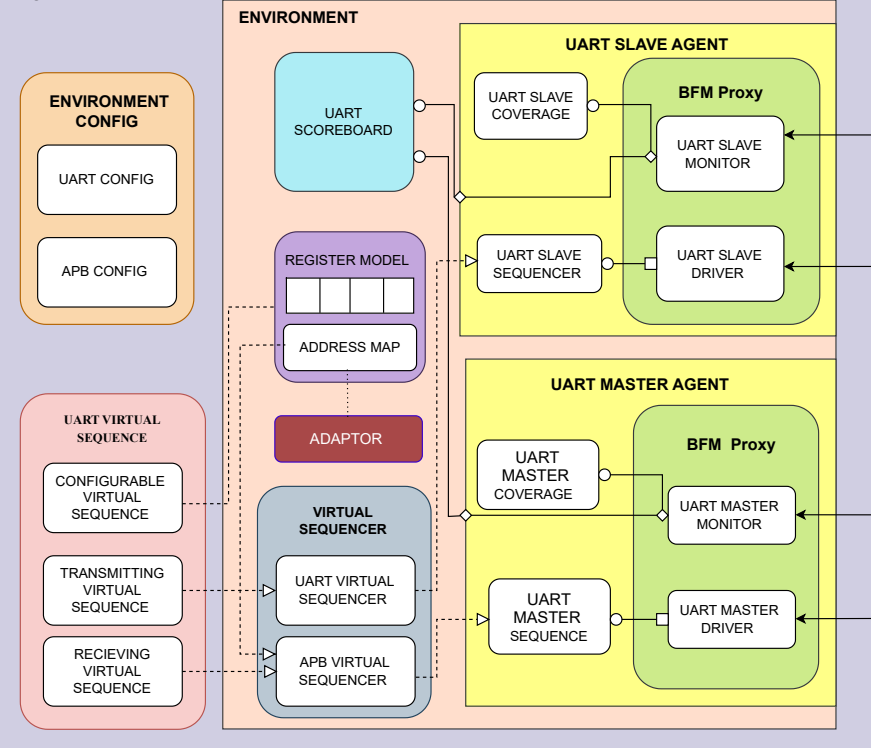 ENVIRONMENT
ENVIRONMENT
CONFIG
UART CONFIG
APB CONFIG
UART VIRTUAL
SEQUENCE
CONFIGURABLE
VIRTUAL
SEQUENCE
TRANSMITTING
VIRTUAL
SEQUENCE
RECIEVING
VIRTUAL
SEQUENCE
UART
SCOREBOARD
REGISTER MODEL
ADDRESS MAP
ADAPTOR
VIRTUAL
SEQUENCER
UART VIRTUAL
SEQUENCER
APB VIRTUAL
SEQUENCER
UART SLAVE AGENT
UART SLAVE
COVERAGE
BFM Proxy
UART SLAVE
MONITOR
UART SLAVE
SEQUENCER
UART SLAVE
DRIVER
UART MASTER AGENT
BFM Proxy
UART
MASTER
COVERAGE
UART MASTER
MONITOR
UART
MASTER
SEQUENCE
UART MASTER
DRIVER